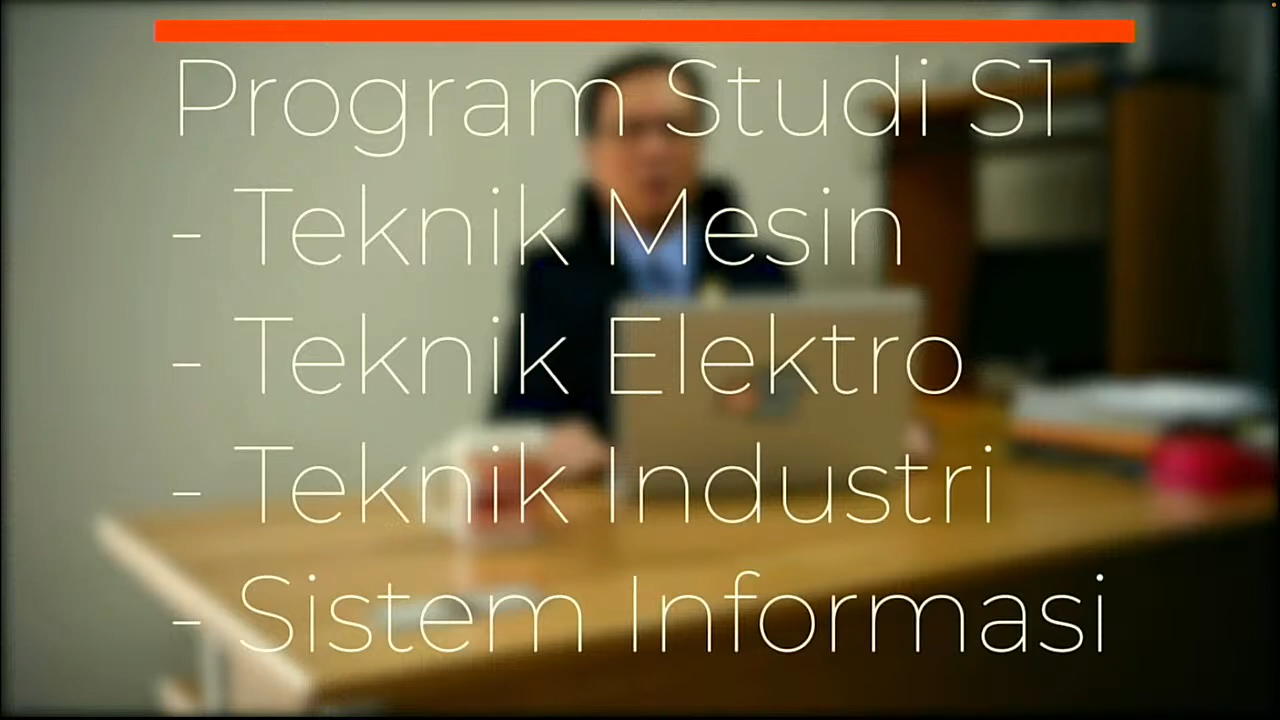 Program Studi S1
- Teknik Mesin
- Teknik Elektro
- Teknik Industri
- Sistem Informasi